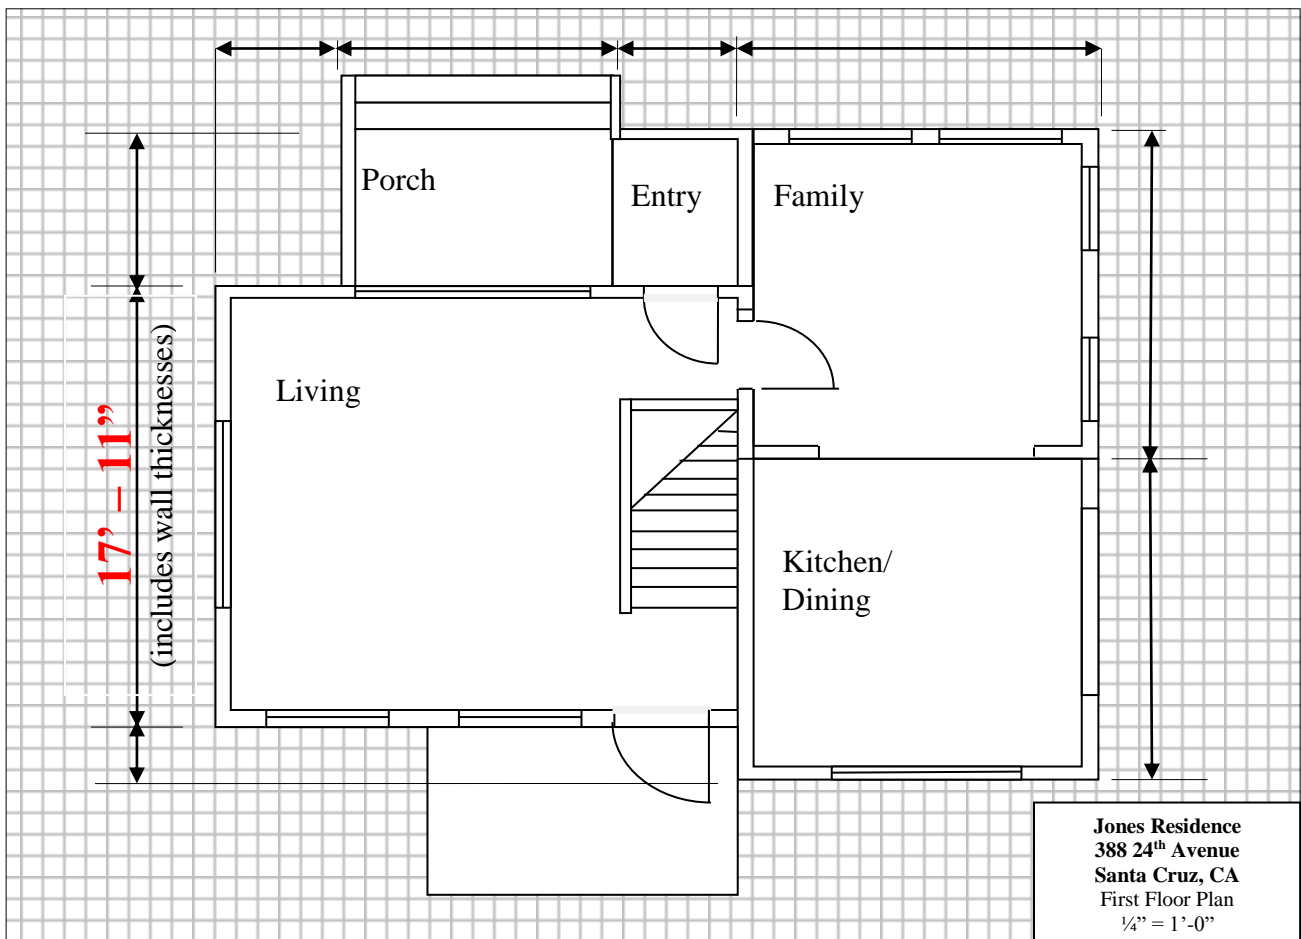 Porch
Entry
Family
Living
17’ – 11”
(includes wall thicknesses)
Kitchen/
Dining
Jones Residence
388 24th Avenue
Santa Cruz, CA
First Floor Plan
¼” = 1’-0”